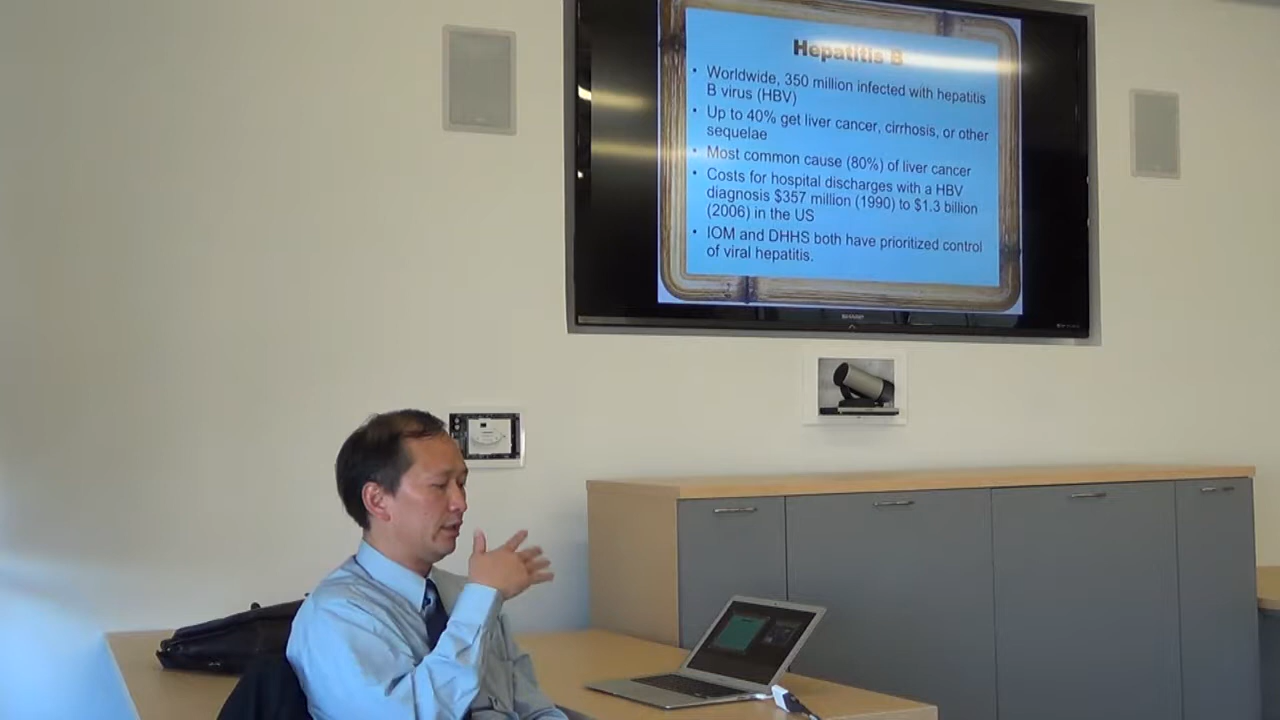 Hepatitis B
• Worldwide, 350 million infected with hepatitis
B virus (HBV)
• Up to 40% get liver cancer, cirrhosis, or other
sequelae
• Most common cause (80%) of liver cancer
• Costs for hospital discharges with a HBV
diagnosis $357 million (1990) to $1.3 billion
(2006) in the US
• IOM and DHHS both have prioritized control
of viral hepatitis.
SHARP